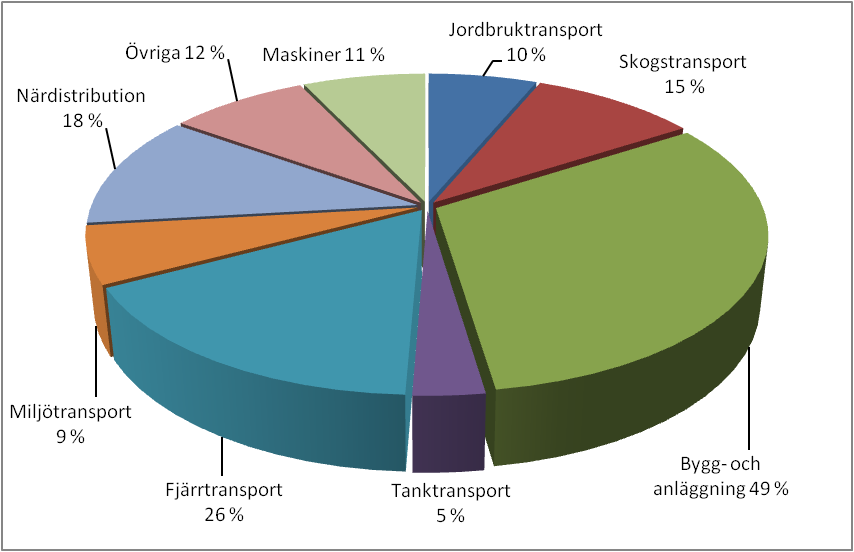 Jordbruktransport
10 %
Skogstransport
15 %
Bygg- och
anläggning 49 %
Tanktransport
5 %
Fjärrtransport
26 %
Miljötransport
9 %
Närdistribution
18 %
Övriga 12 %
Maskiner 11 %